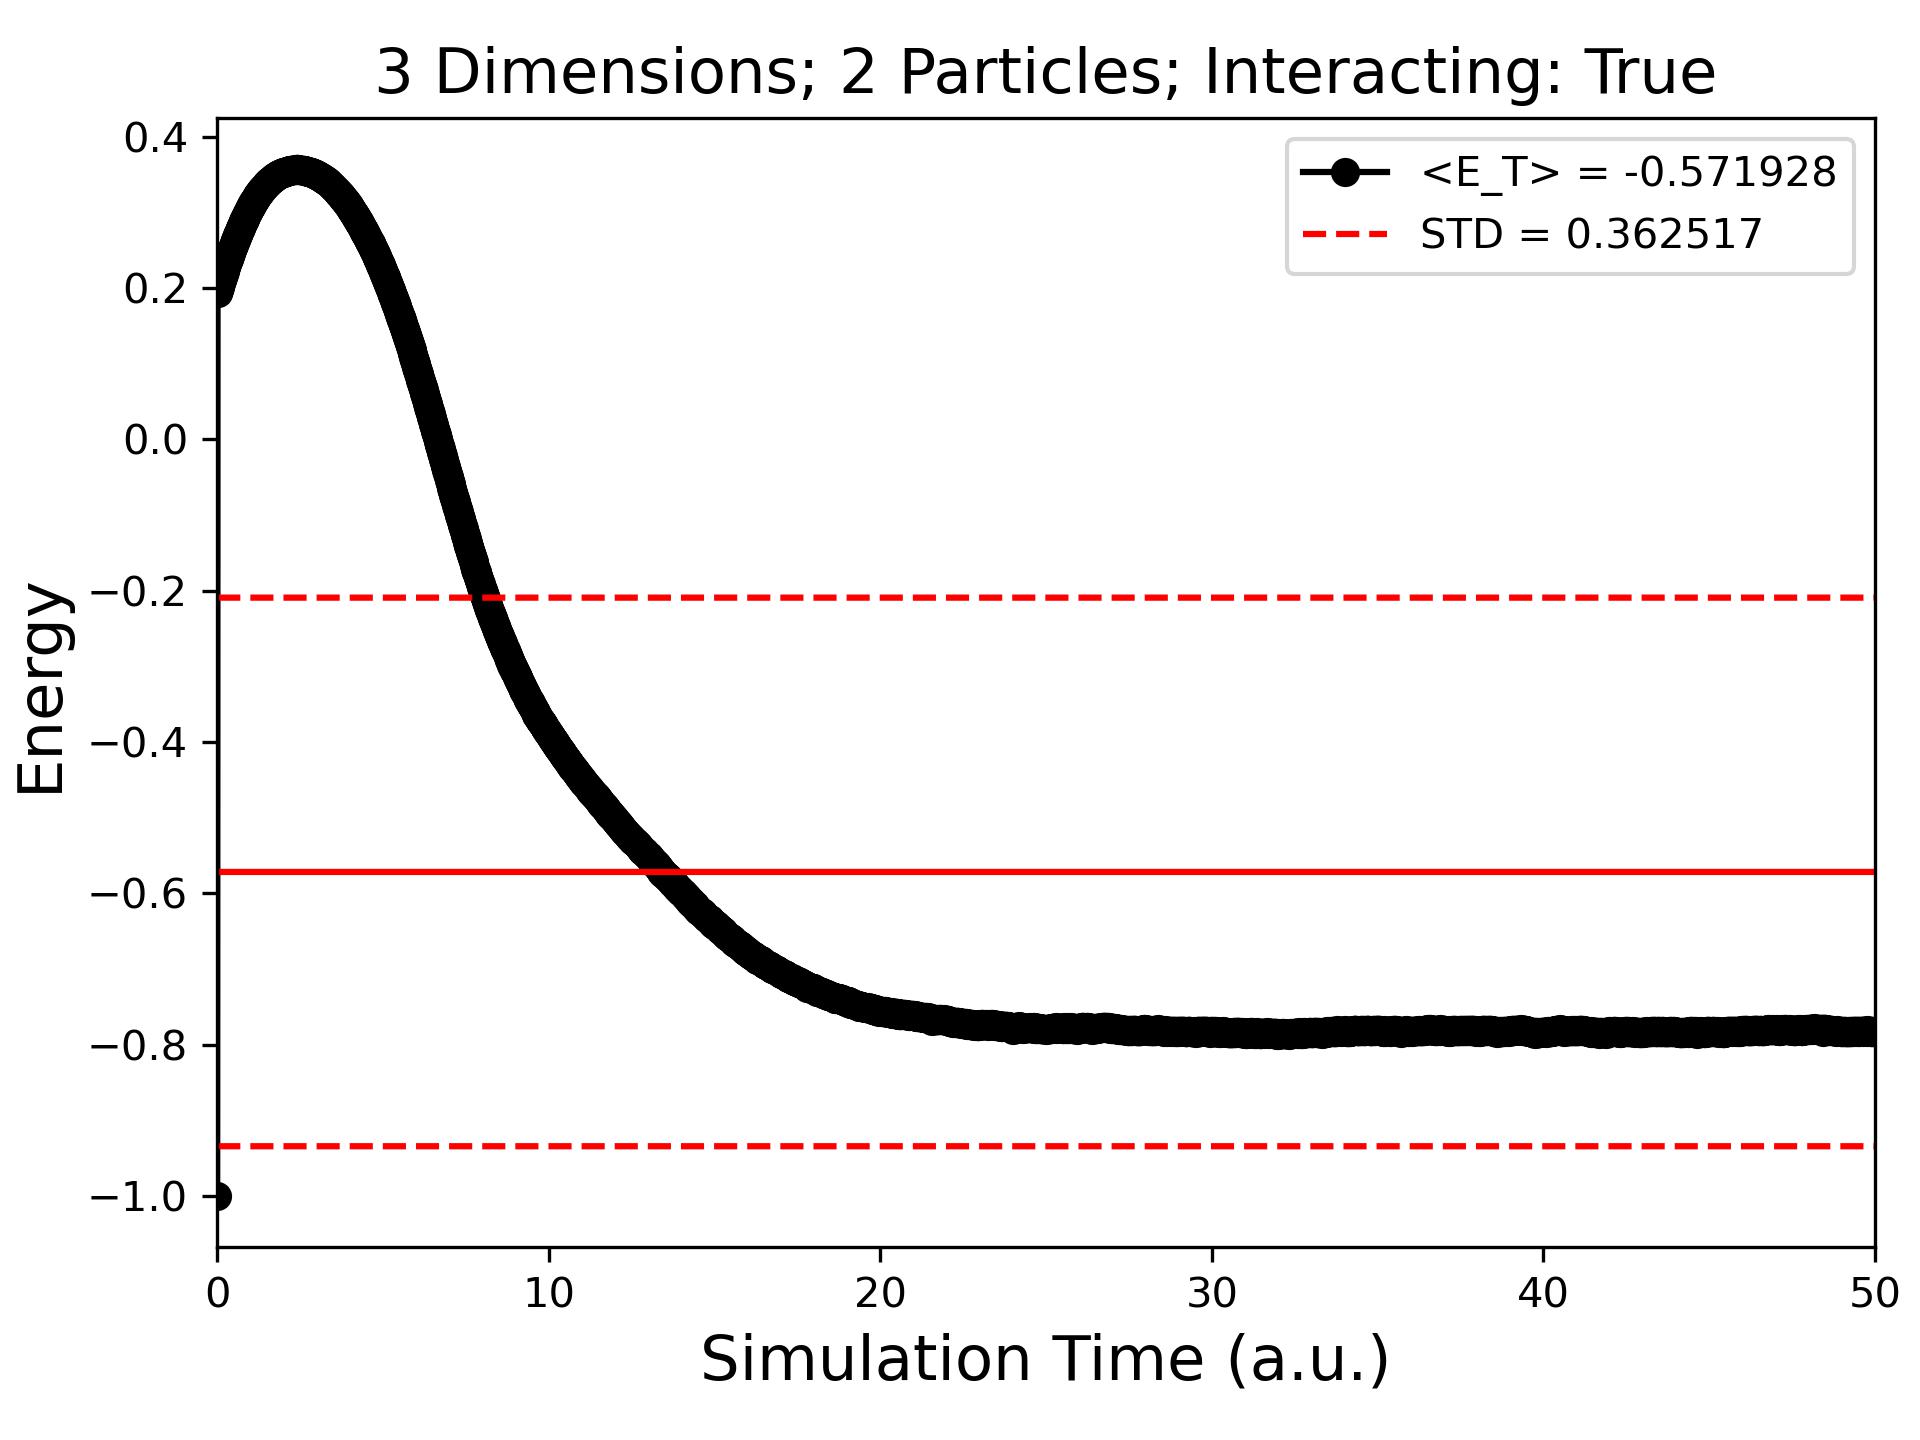 3 Dimensions; 2 Particles; Interacting: True
<E_T> = -0.571928
STD = 0.362517
Energy
0.4
0.2
0.0
−0.2
−0.4
−0.6
−0.8
−1.0
0 10 20 30 40 50
Simulation Time (a.u.)